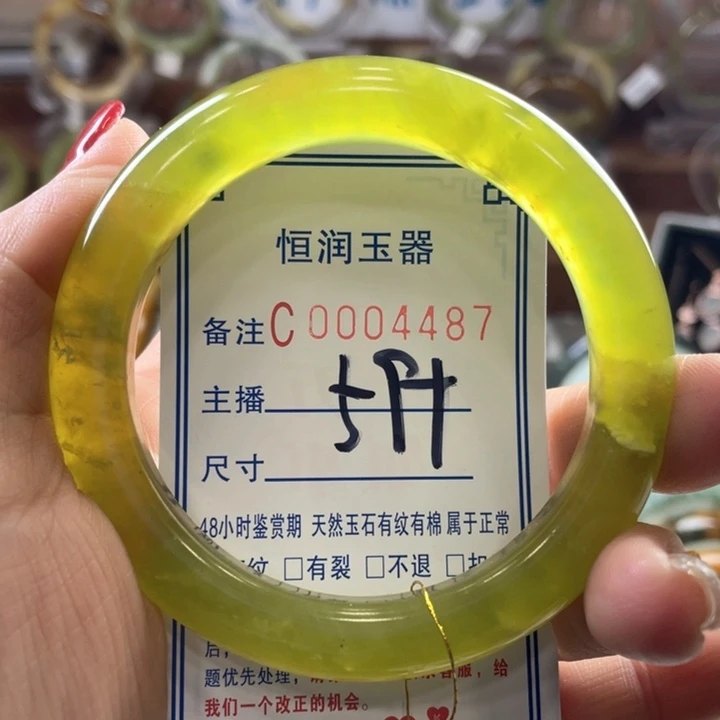 恒润玉器
备注C0004487
主播
尺寸
48小时鉴赏期 天然玉石有纹有棉属于正常
纹 □有裂 □不退 □
后,
题优先处理, 客服, 给
我们一个改正的机会。